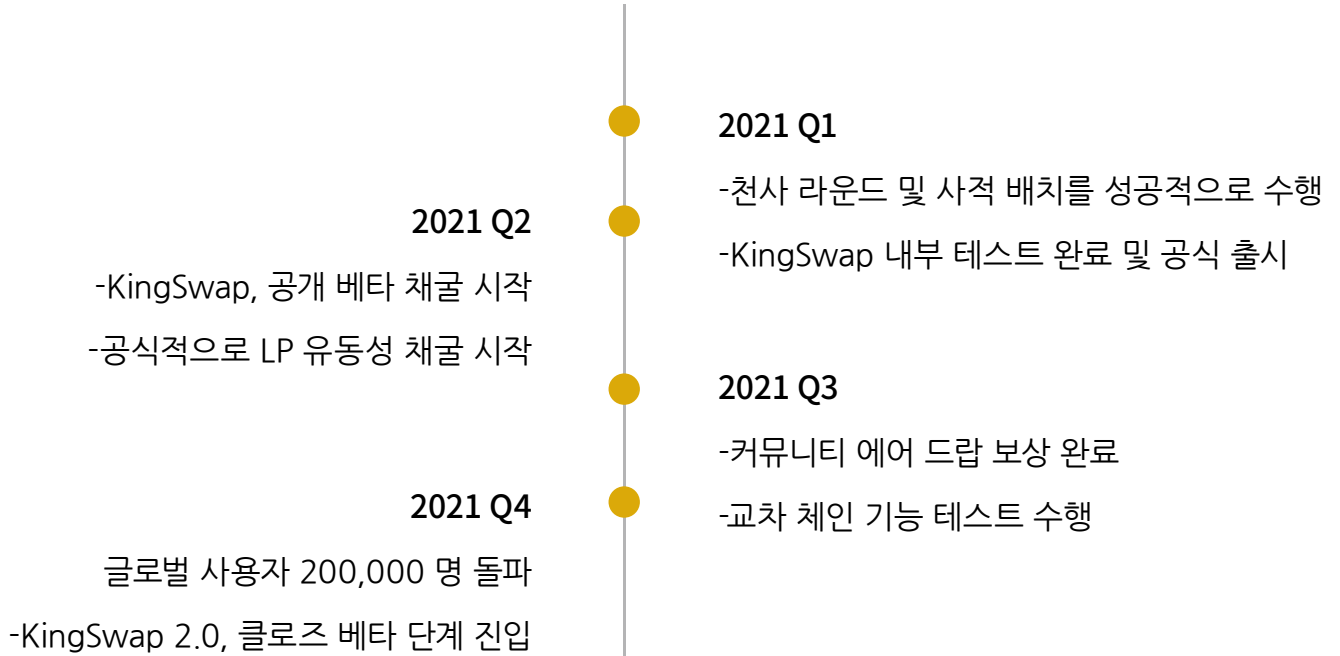 2021 Q1
-천사 라운드 및 사적 배치를 성공적으로 수행
-KingSwap 내부 테스트 완료 및 공식 출시
2021 Q2
-KingSwap, 공개 베타 채굴 시작
-공식적으로 LP 유동성 채굴 시작
2021 Q3
-커뮤니티 에어 드랍 보상 완료
-교차 체인 기능 테스트 수행
2021 Q4
글로벌 사용자 200,000 명 돌파
-KingSwap 2.0, 클로즈 베타 단계 진입